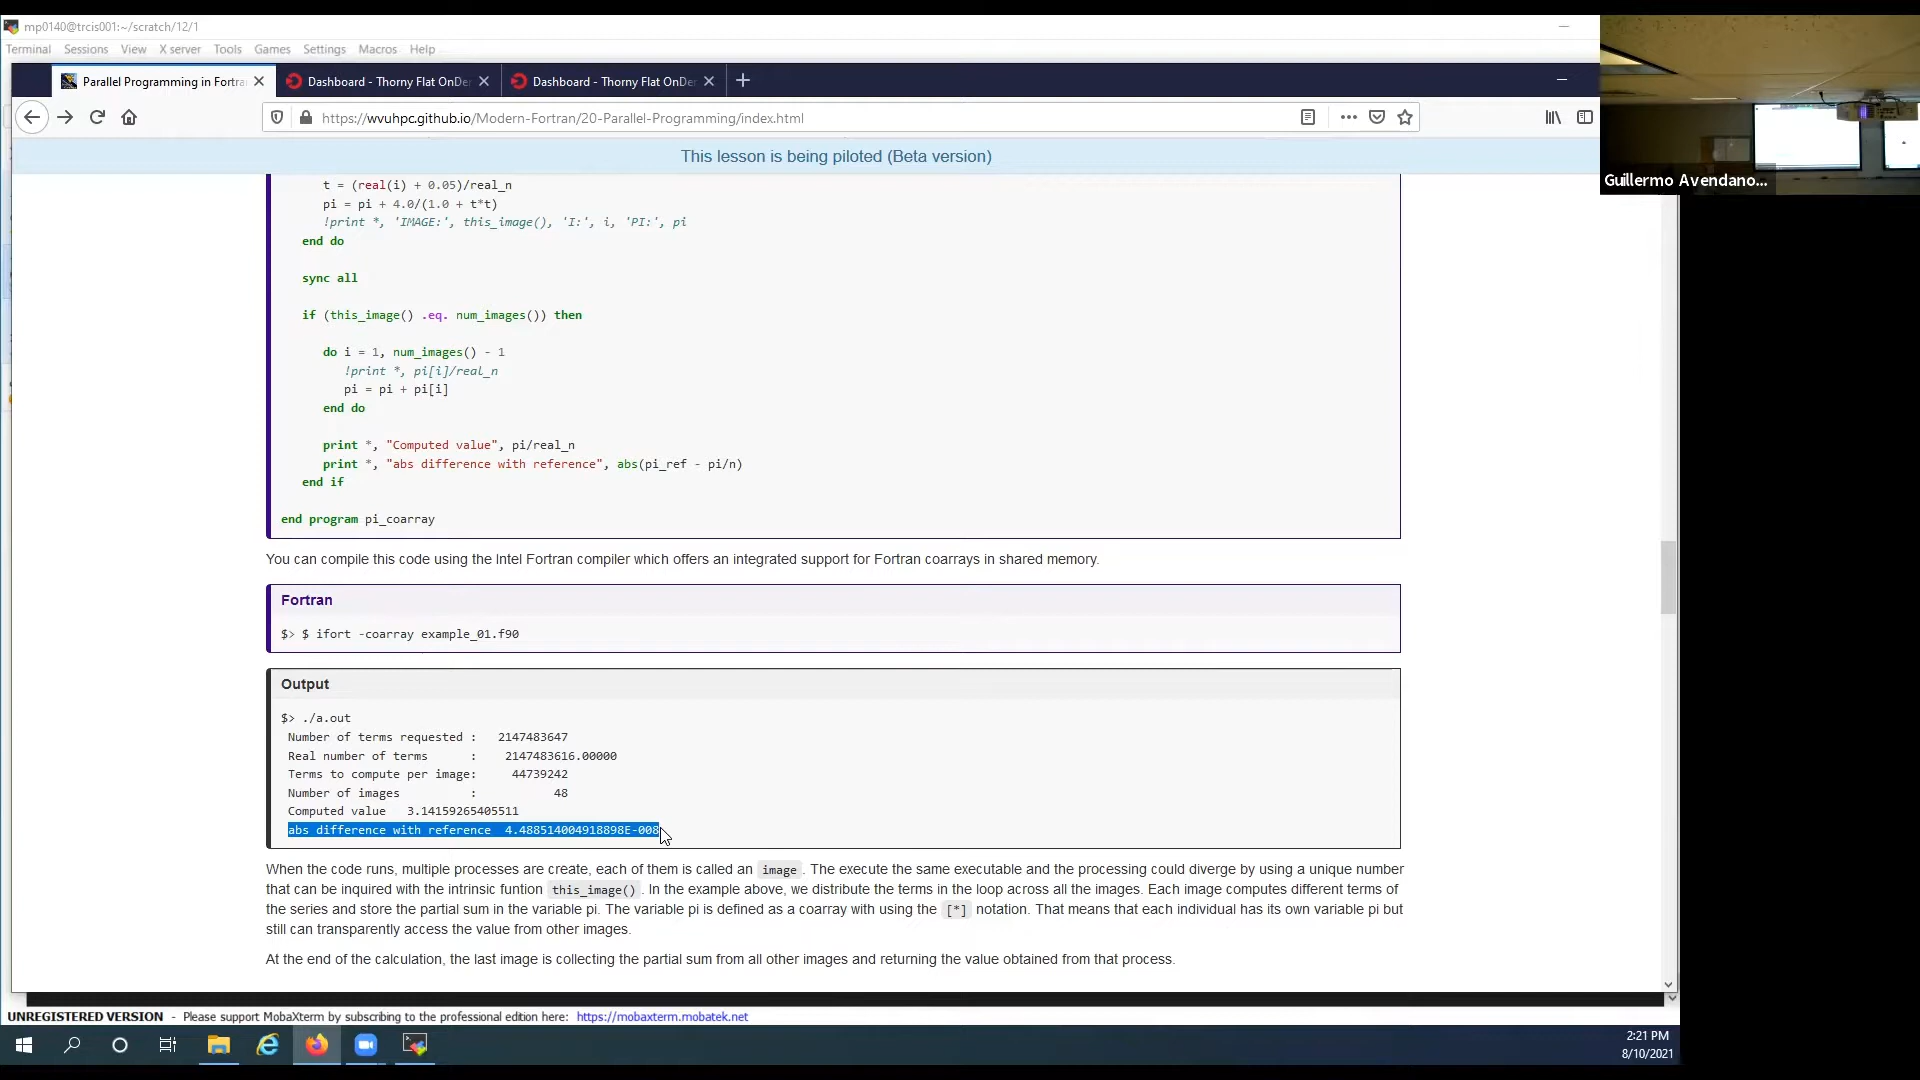 mp0140@trcis001:~/scratch/12/1
Terminal Sessions View X server Tools Games Settings Macros Help
Parallel Programming in Fortra
Dashboard - Thorny Flat OnDe
Dashboard - Thorny Flat OnDe
https://wvuhpc.github.io/Modern-Fortran/20-Parallel-Programming/index.html
This lesson is being piloted (Beta version)
Guillermo Avendano...
t = (real(i) + 0.05)/real_n
pi = pi + 4.0/(1.0 + t*t)
!print *, 'IMAGE:', this_image(), 'I:', i, 'PI:', pi
end do
sync all
if (this_image() .eq. num_images()) then
do i = 1, num_images() - 1
!print *, pi[i]/real_n
pi = pi + pi[i]
end do
print *, "Computed value", pi/real_n
print *, "abs difference with reference", abs(pi_ref - pi/n)
end if
end program pi_coarray
You can compile this code using the Intel Fortran compiler which offers an integrated support for Fortran coarrays in shared memory.
Fortran
$> $ ifort -coarray example_01.f90
Output
$> ./a.out
Number of terms requested : 2147483647
Real number of terms : 2147483616.00000
Terms to compute per image: 44739242
Number of images : 48
Computed value 3.14159265405511
abs difference with reference 4.488514004918898E-008
When the code runs, multiple processes are create, each of them is called an image . The execute the same executable and the processing could diverge by using a unique number
that can be inquired with the intrinsic funtion this_image() . In the example above, we distribute the terms in the loop across all the images. Each image computes different terms of
the series and store the partial sum in the variable pi. The variable pi is defined as a coarray with using the [*] notation. That means that each individual has its own variable pi but
still can transparently access the value from other images.
At the end of the calculation, the last image is collecting the partial sum from all other images and returning the value obtained from that process.
UNREGISTERED VERSION - Please support MobaXterm by subscribing to the professional edition here: https://mobaxterm.mobatek.net
2:21 PM
8/10/2021